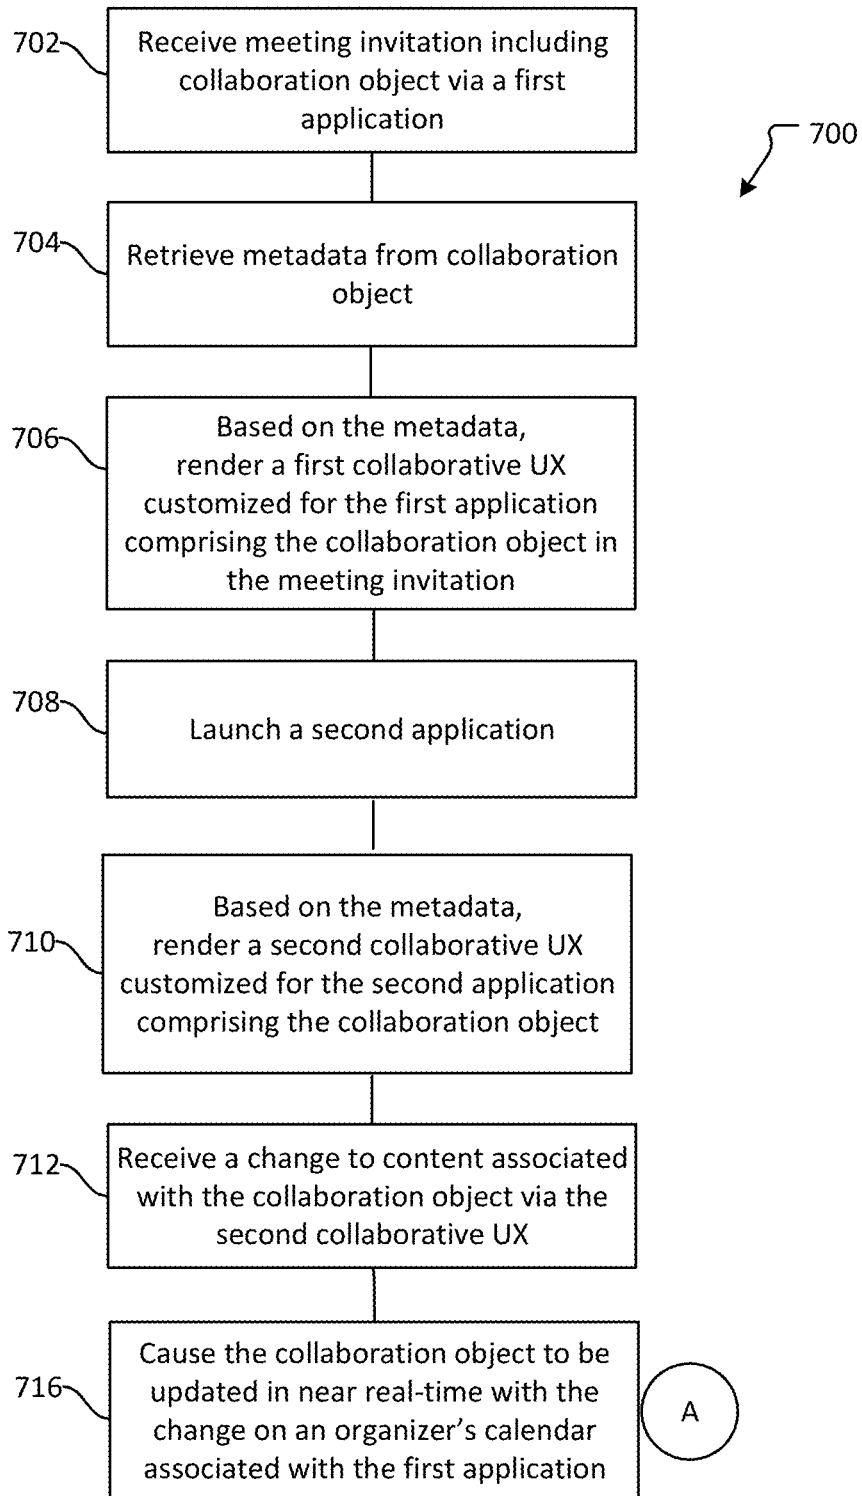 702
Receive meeting invitation including
collaboration object via a first
application
700
704
Retrieve metadata from collaboration
object
706
Based on the metadata,
render a first collaborative UX
customized for the first application
comprising the collaboration object in
the meeting invitation
708
Launch a second application
710
Based on the metadata,
render a second collaborative UX
customized for the second application
comprising the collaboration object
712
Receive a change to content associated
with the collaboration object via the
second collaborative UX
716
Cause the collaboration object to be
updated in near real-time with the
change on an organizer's calendar
associated with the first application
A